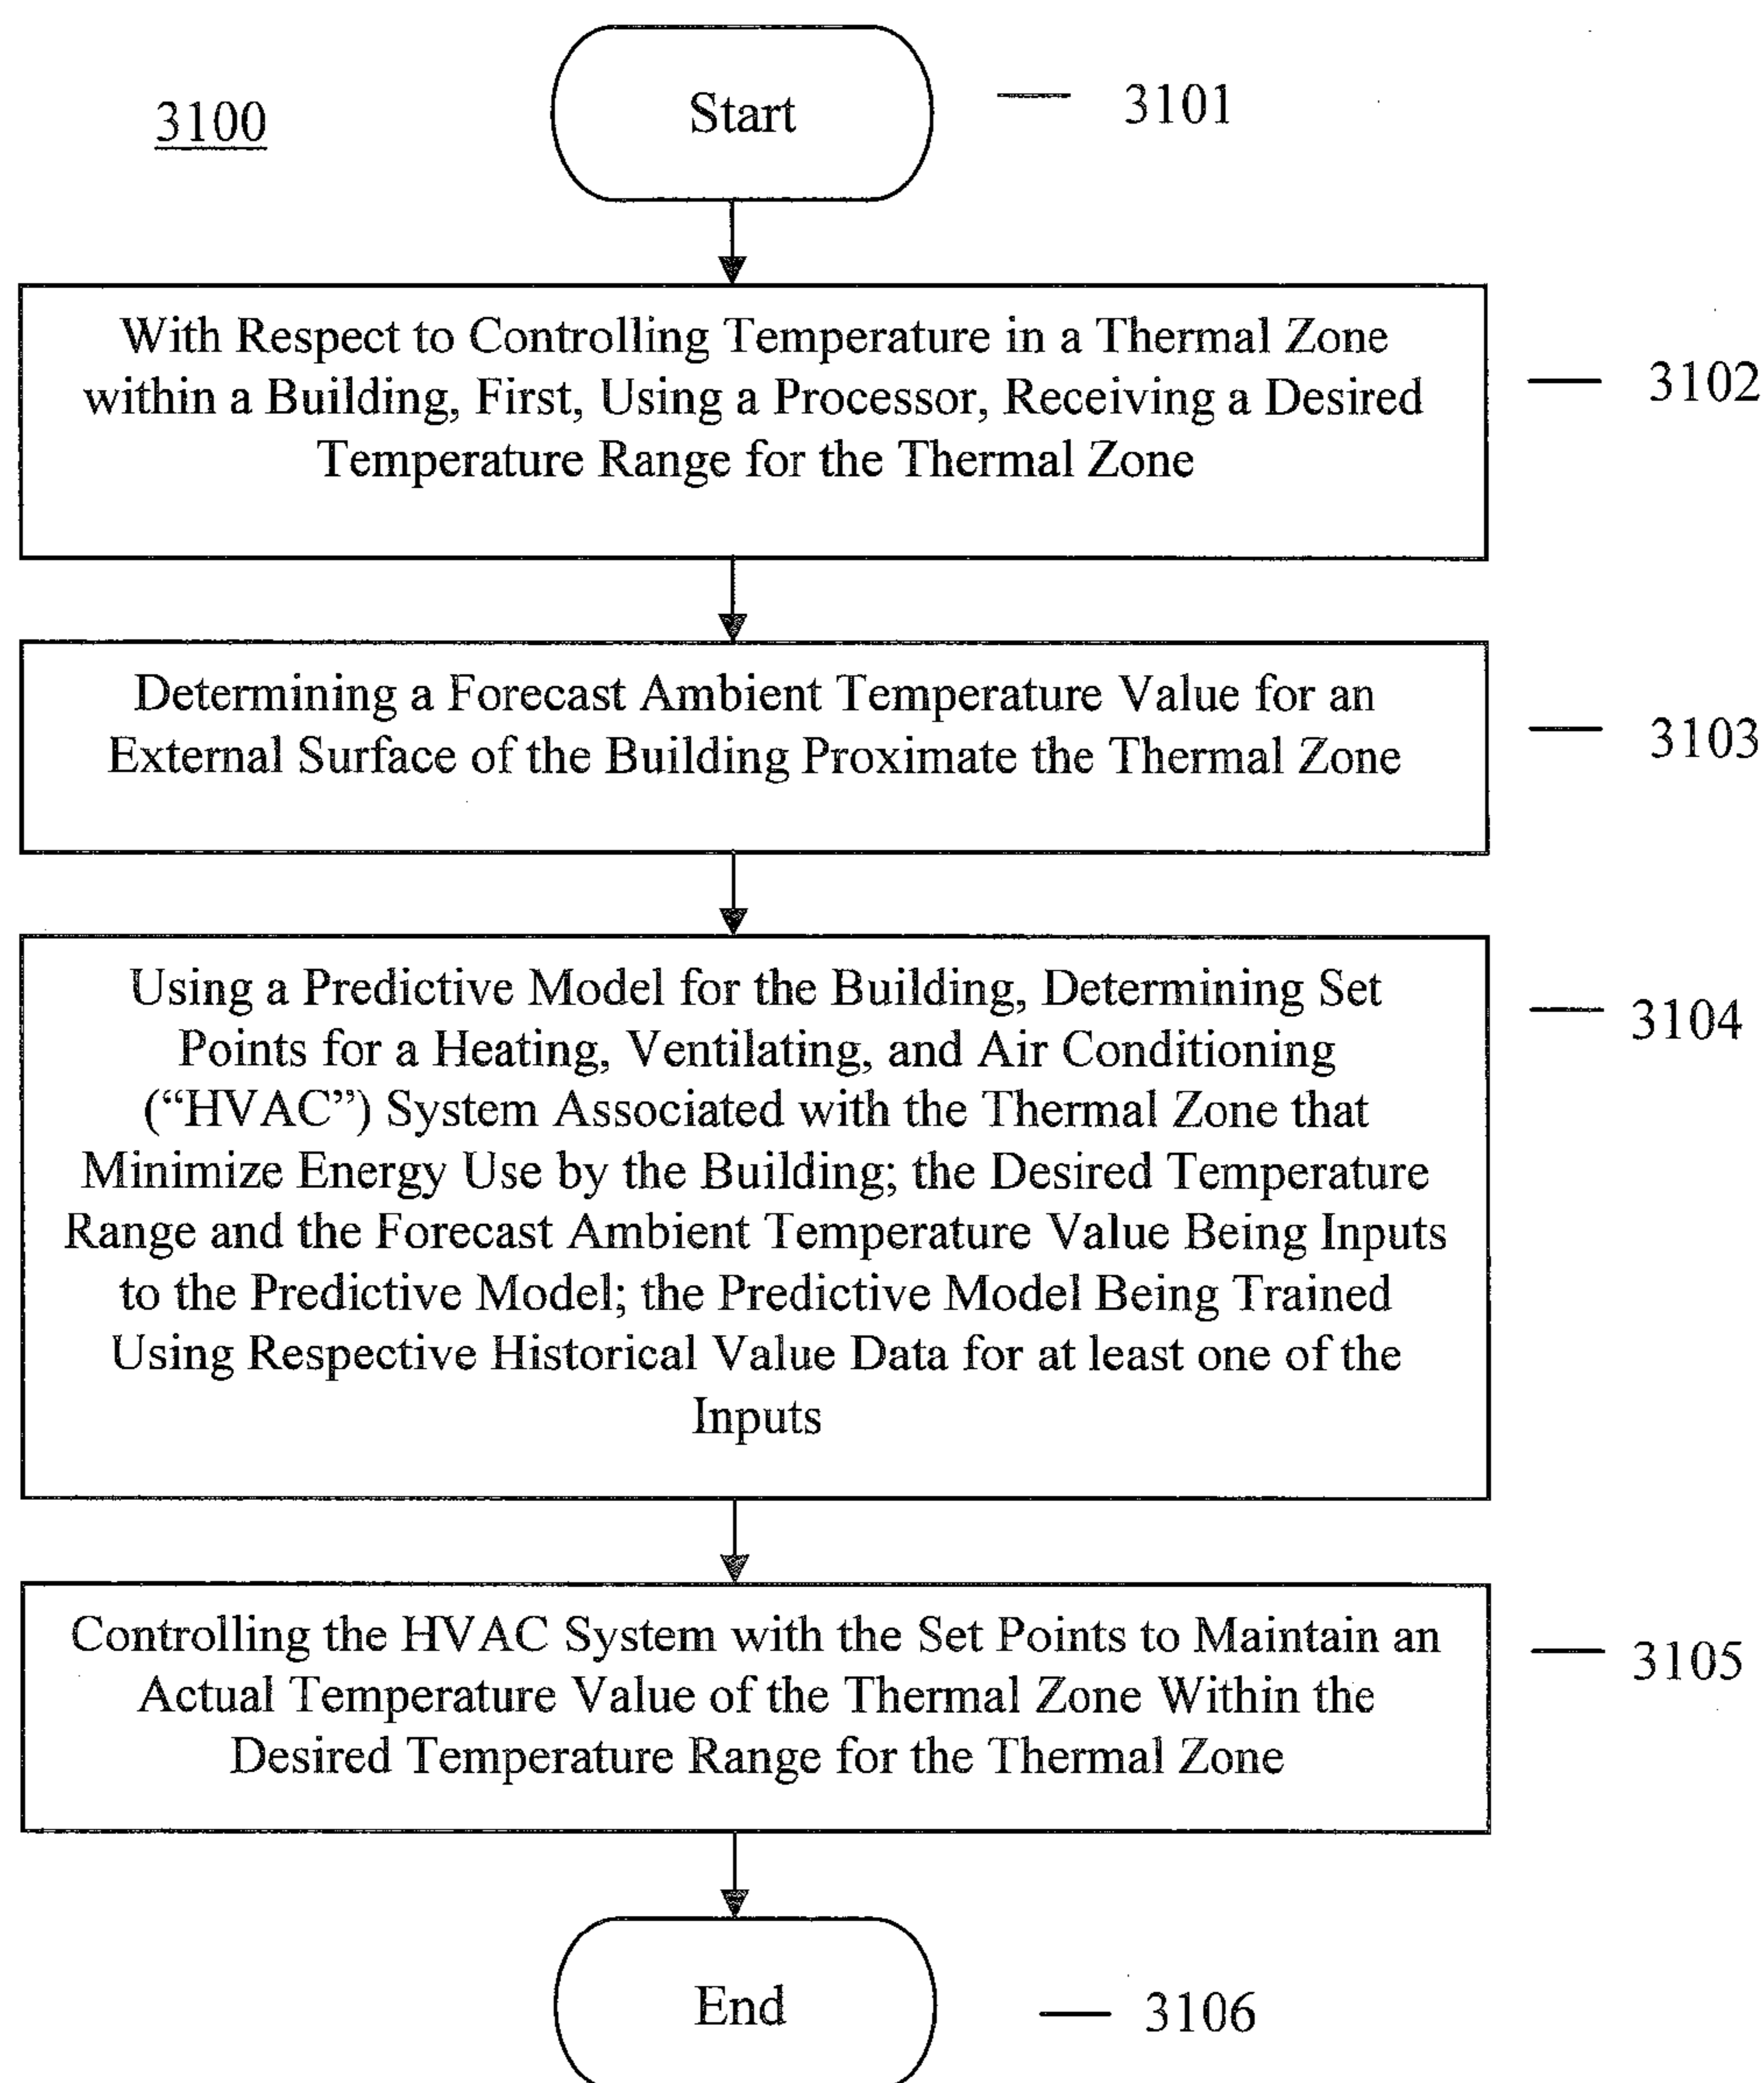 3100
Start
3101
With Respect to Controlling Temperature in a Thermal Zone
within a Building, First, Using a Processor, Receiving a Desired
Temperature Range for the Thermal Zone
3102
Determining a Forecast Ambient Temperature Value for an
External Surface of the Building Proximate the Thermal Zone
3103
Using a Predictive Model for the Building, Determining Set
Points for a Heating, Ventilating, and Air Conditioning
(“HVAC”) System Associated with the Thermal Zone that
Minimize Energy Use by the Building; the Desired Temperature
Range and the Forecast Ambient Temperature Value Being Inputs
to the Predictive Model; the Predictive Model Being Trained
Using Respective Historical Value Data for at least one of the
Inputs
3104
Controlling the HVAC System with the Set Points to Maintain an
Actual Temperature Value of the Thermal Zone Within the
Desired Temperature Range for the Thermal Zone
3105
End
3106